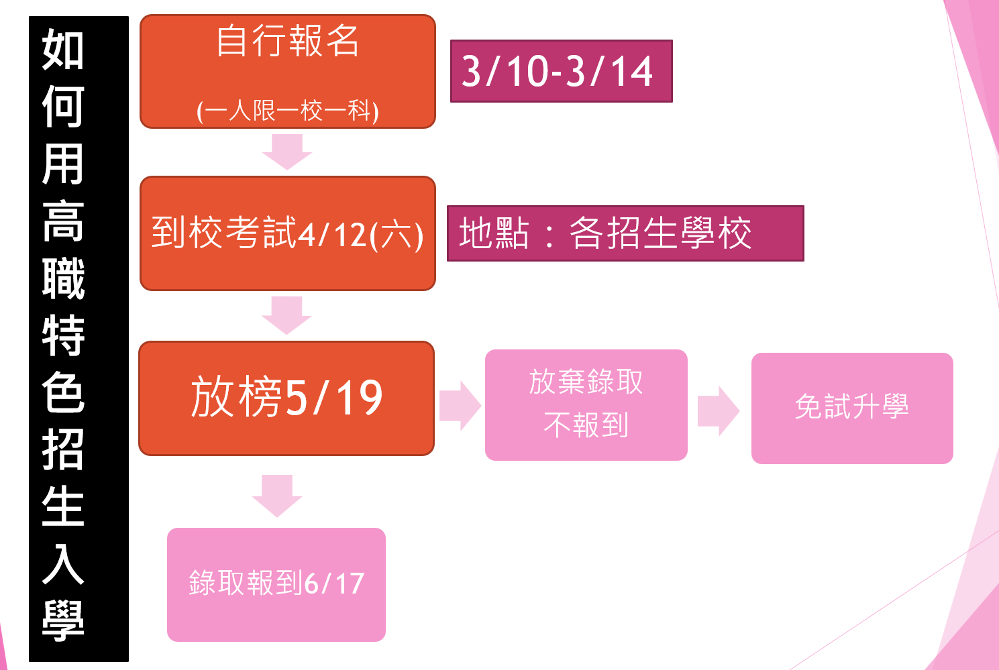 如何用高職特色招生入學
自行報名
(一人限一校一科)
3/10-3/14
到校考試4/12(六)
地點：各招生學校
放榜5/19
放棄錄取
不報到
免試升學
錄取報到6/17